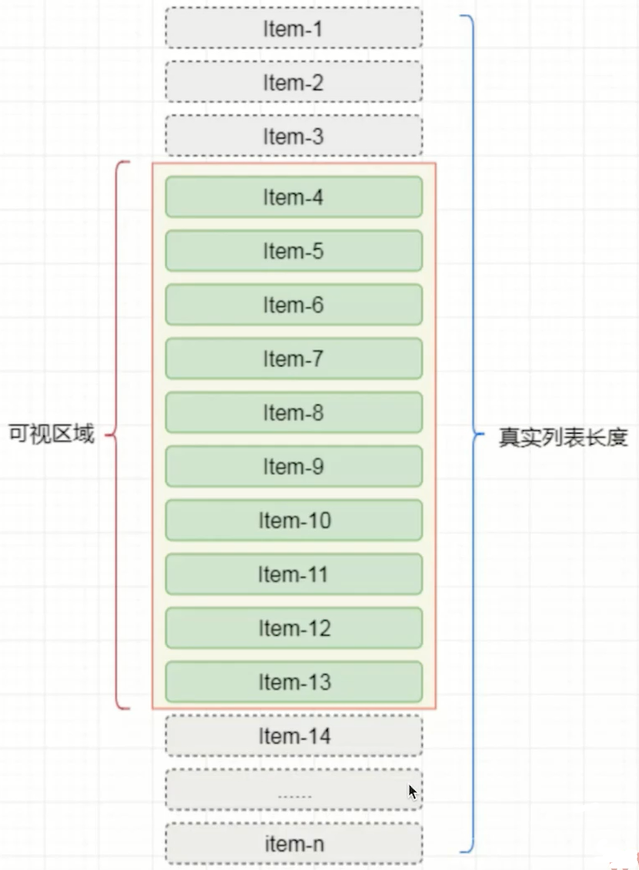 Item-1
Item-2
Item-3
Item-4
Item-5
Item-6
Item-7
Item-8
可视区域
真实列表长度
Item-9
Item-10
Item-11
Item-12
Item-13
Item-14
......
item-n